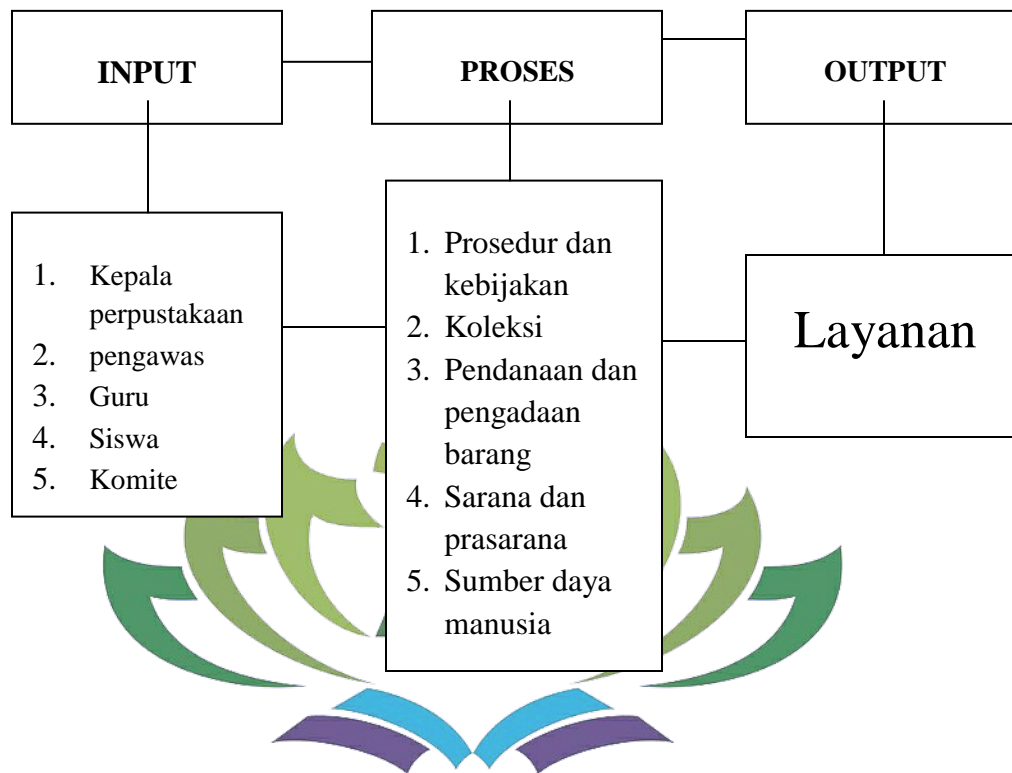 INPUT
PROSES
OUTPUT
1. Kepala
perpustakaan
2. pengawas
3. Guru
4. Siswa
5. Komite
1. Prosedur dan
kebijakan
2. Koleksi
3. Pendanaan dan
pengadaan
barang
4. Sarana dan
prasarana
5. Sumber daya
manusia
Layanan